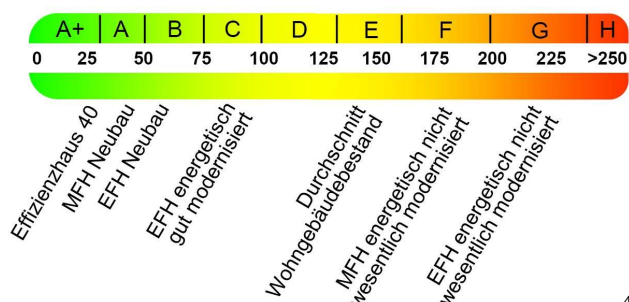 A+ A B C D E F G H
0 25 50 75 100 125 150 175 200 225 >250
Effizienzhaus 40
MFH Neubau
EFH Neubau
EFH energetisch
gut modernisiert
Durchschnitt
Wohngebäudebestand
MFH energetisch nicht
wesentlich modernisiert
EFH energetisch nicht
wesentlich modernisiert